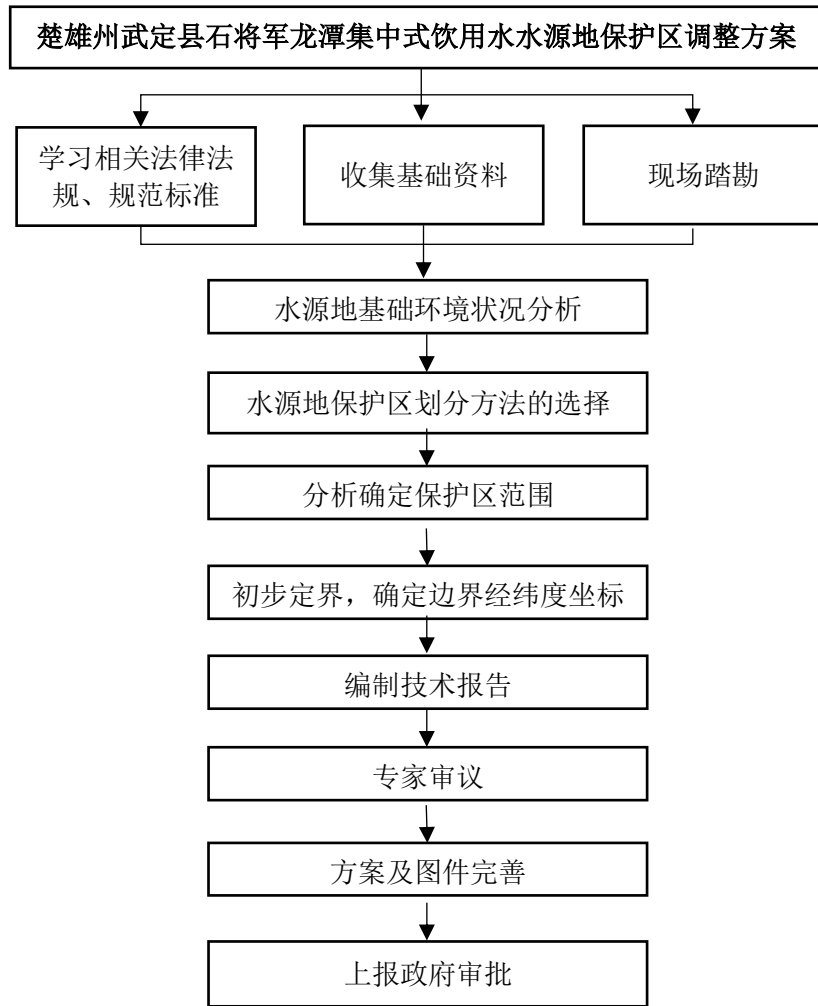 楚雄州武定县石将军龙潭集中式饮用水水源地保护区调整方案
学习相关法律法
规、规范标准
收集基础资料
现场踏勘
水源地基础环境状况分析
水源地保护区划分方法的选择
分析确定保护区范围
初步定界，确定边界经纬度坐标
编制技术报告
专家审议
方案及图件完善
上报政府审批